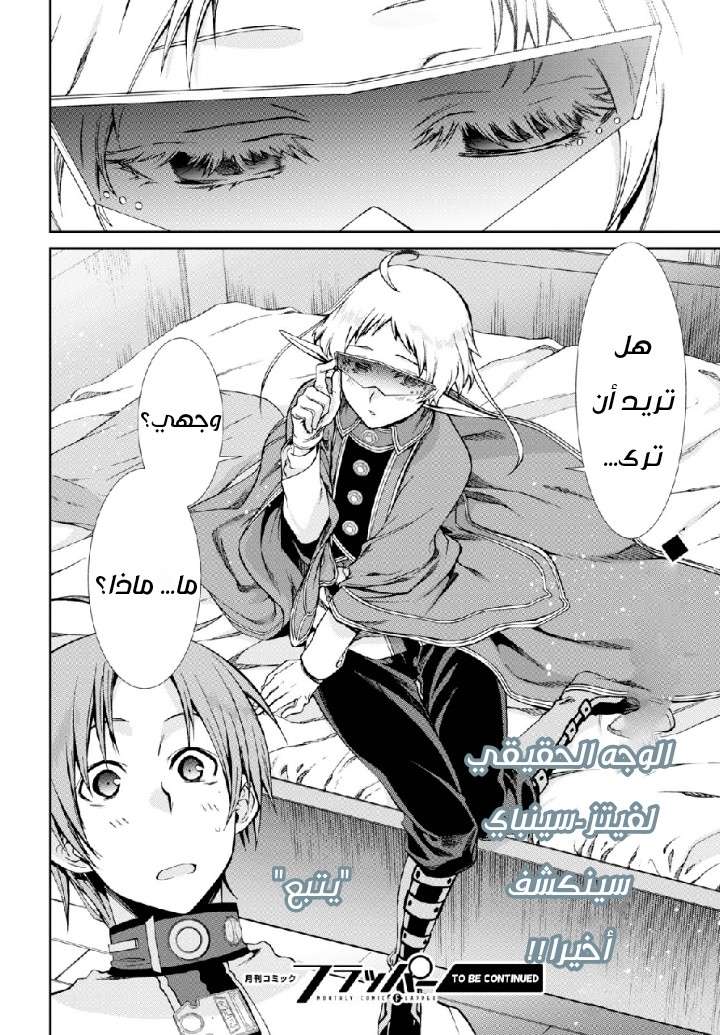 هل
تريد أن
ترى...
وجهي؟
ما... ماذا؟
الوجه الحقيقي
لفيتز-سينباي
سينكشف
أخيرا!!
"يتبع"
月刊コミック
フラッパー
TO BE CONTINUED
MONTHLY COMIC FLAPPER